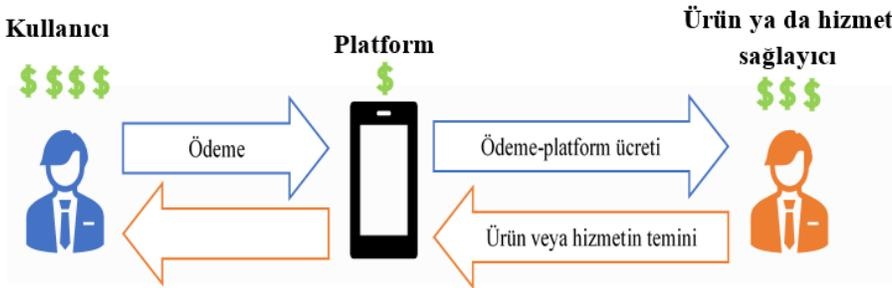 Kullanıcı
Platform
Ürün ya da hizmet
sağlayıcı
$ $ $ $
$
$ $ $
Ödeme
Ödeme-platform ücreti
Ürün veya hizmetin temini